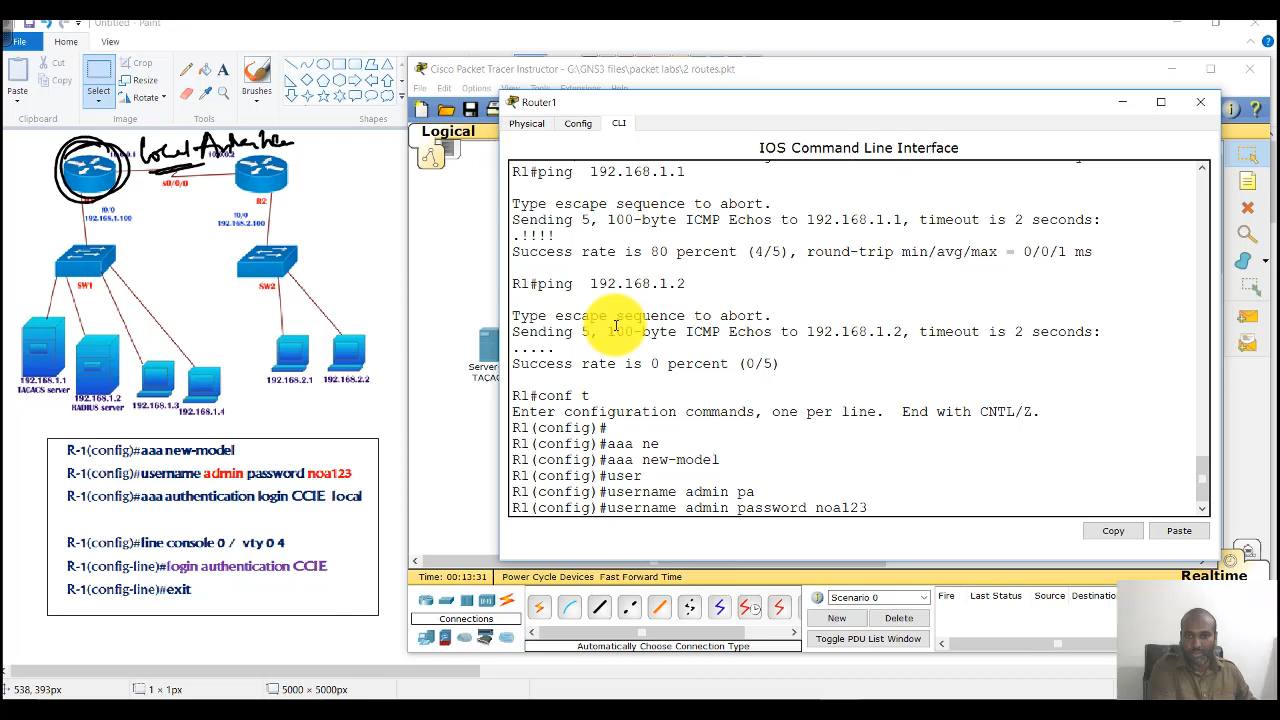 Untitled - Paint
File
Home
View
Paste
Cut
Copy
Clipboard
Select
Crop
Resize
Rotate
Image
Tools
Brushes
Shapes
Local
10.0.0.2
s0/0/0
R2
f0/0
192.168.1.100
f0/0
192.168.2.100
SW1
SW2
192.168.1.1
TACACS server
192.168.1.2
RADIUS server
192.168.1.3
192.168.1.4
192.168.2.1
192.168.2.2
R-1(config)#aaa new-model
R-1(config)#username admin password noa123
R-1(config)#aaa authentication login CCIE local
R-1(config)#line console 0 / vty 0 4
R-1(config-line)#login authentication CCIE
R-1(config-line)#exit
538, 393px
1 × 1px
5000 × 5000px
Cisco Packet Tracer Instructor - G:\GNS3 files\packet labs\2 routes.pkt
File Edit Options
Logical
Server
TACAC
Router1
Physical
Config
CLI
IOS Command Line Interface
R1#ping 192.168.1.1
Type escape sequence to abort.
Sending 5, 100-byte ICMP Echos to 192.168.1.1, timeout is 2 seconds:
.!!!!
Success rate is 80 percent (4/5), round-trip min/avg/max = 0/0/1 ms
R1#ping 192.168.1.2
Type escape sequence to abort.
Sending 5, 100-byte ICMP Echos to 192.168.1.2, timeout is 2 seconds:
.....
Success rate is 0 percent (0/5)
R1#conf t
Enter configuration commands, one per line. End with CNTL/Z.
R1(config)#
R1(config)#aaa ne
R1(config)#aaa new-model
R1(config)#user
R1(config)#username admin pa
R1(config)#username admin password noa123
Copy
Paste
Time: 00:13:31
Power Cycle Devices Fast Forward Time
Realtime
Connections
Automatically Choose Connection Type
Scenario 0
New
Delete
Toggle PDU List Window
Fire
Last Status
Source
Destinatio